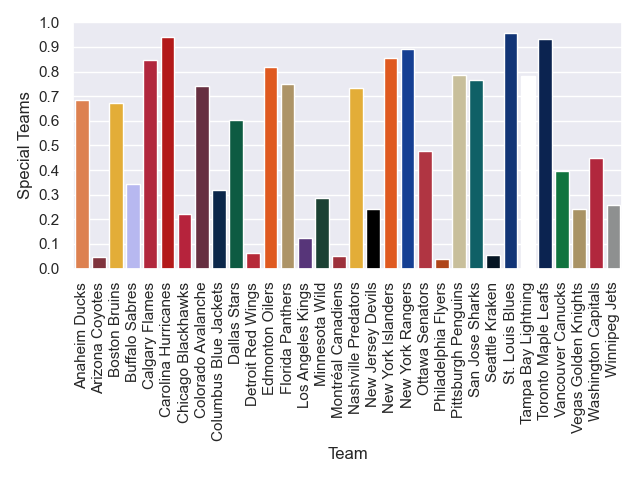 1.0
0.9
0.8
0.7
0.6
0.5
0.4
0.3
0.2
0.1
0.0
Special Teams
Anaheim Ducks
Arizona Coyotes
Boston Bruins
Buffalo Sabres
Calgary Flames
Carolina Hurricanes
Chicago Blackhawks
Colorado Avalanche
Columbus Blue Jackets
Dallas Stars
Detroit Red Wings
Edmonton Oilers
Florida Panthers
Los Angeles Kings
Minnesota Wild
Montréal Canadiens
Nashville Predators
New Jersey Devils
New York Islanders
New York Rangers
Ottawa Senators
Philadelphia Flyers
Pittsburgh Penguins
San Jose Sharks
Seattle Kraken
St. Louis Blues
Tampa Bay Lightning
Toronto Maple Leafs
Vancouver Canucks
Vegas Golden Knights
Washington Capitals
Winnipeg Jets
Team